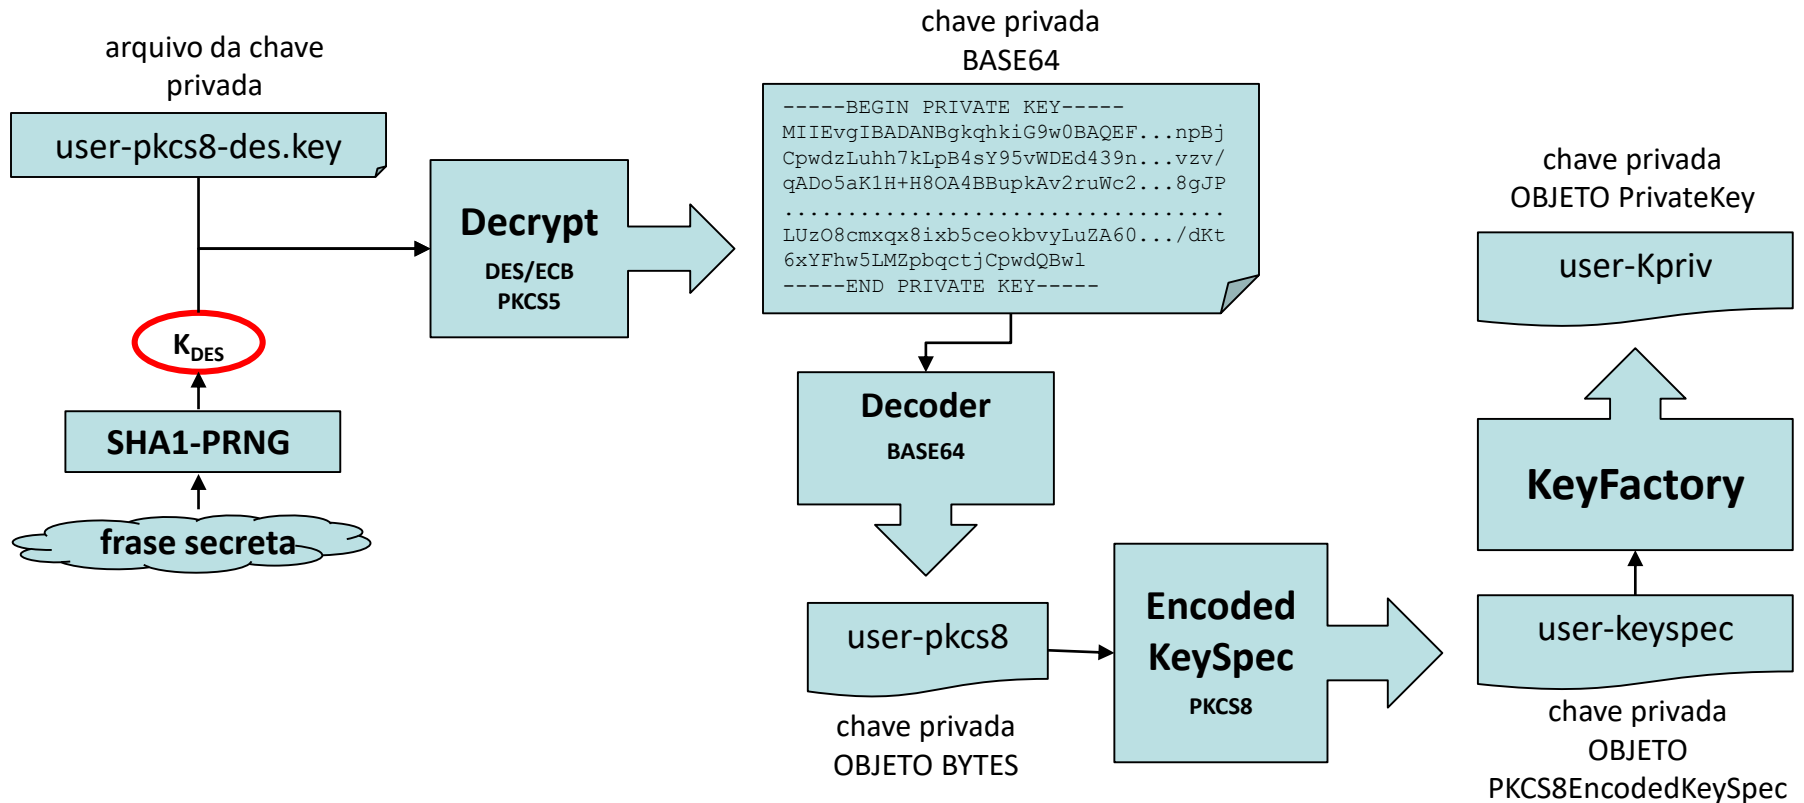 arquivo da chave
privada
user-pkcs8-des.key
K_DES
SHA1-PRNG
frase secreta
Decrypt
DES/ECB
PKCS5
chave privada
BASE64
-----BEGIN PRIVATE KEY-----
MIIEvgIBADANBgkqhkiG9w0BAQEF...npBj
CpwdzLuhh7kLpB4sY95vWDEd439n...vzv/
qADo5aK1H+H8OA4BBupkAv2ruWc2...8gJP
...................................
LUzO8cmxqx8ixb5ceokbvyLuZA60.../dKt
6xYFhw5LMZpbqctjCpwdQBwl
-----END PRIVATE KEY-----
Decoder
BASE64
user-pkcs8
chave privada
OBJETO BYTES
Encoded
KeySpec
PKCS8
chave privada
OBJETO PrivateKey
user-Kpriv
KeyFactory
user-keyspec
chave privada
OBJETO
PKCS8EncodedKeySpec